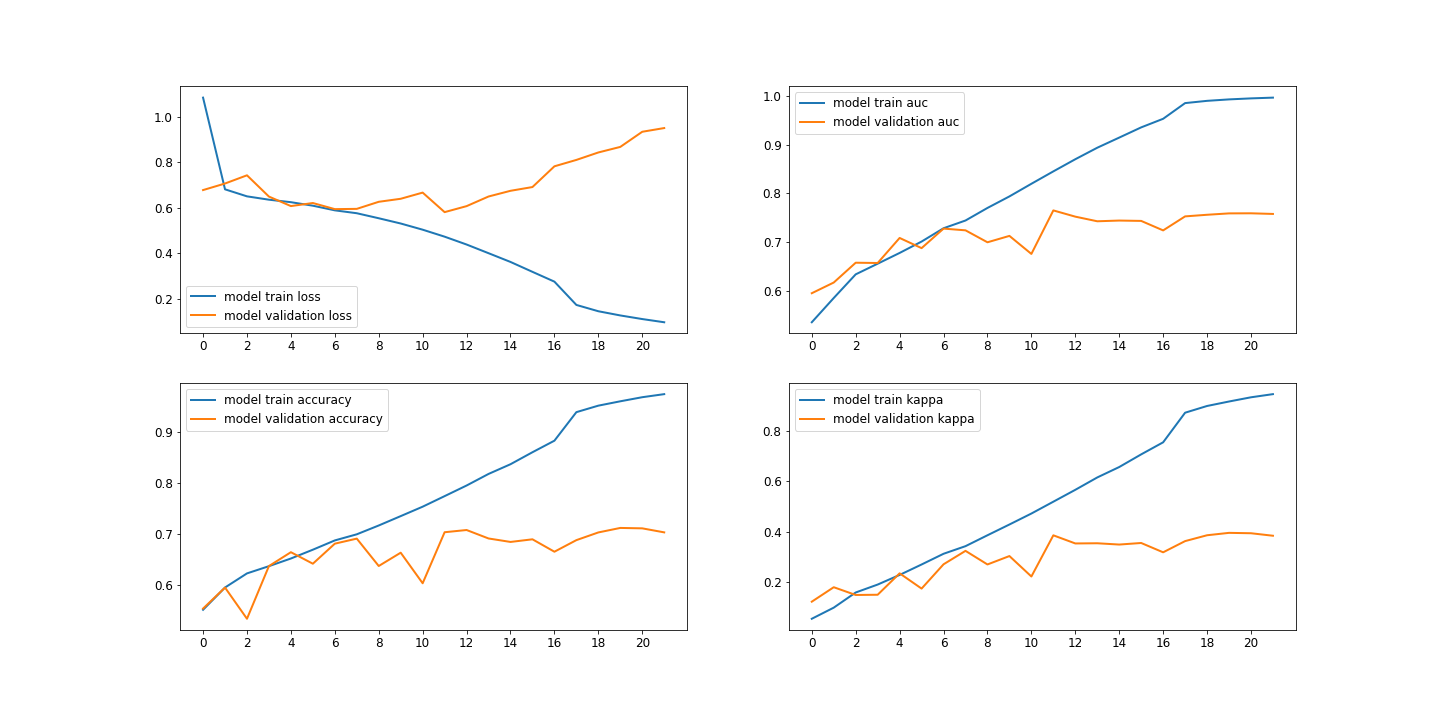 1.0
0.8
0.6
0.4
0.2
model train loss
model validation loss
0 2 4 6 8 10 12 14 16 18 20
model train auc
model validation auc
1.0
0.9
0.8
0.7
0.6
0 2 4 6 8 10 12 14 16 18 20
model train accuracy
model validation accuracy
0.9
0.8
0.7
0.6
0 2 4 6 8 10 12 14 16 18 20
model train kappa
model validation kappa
0.8
0.6
0.4
0.2
0 2 4 6 8 10 12 14 16 18 20